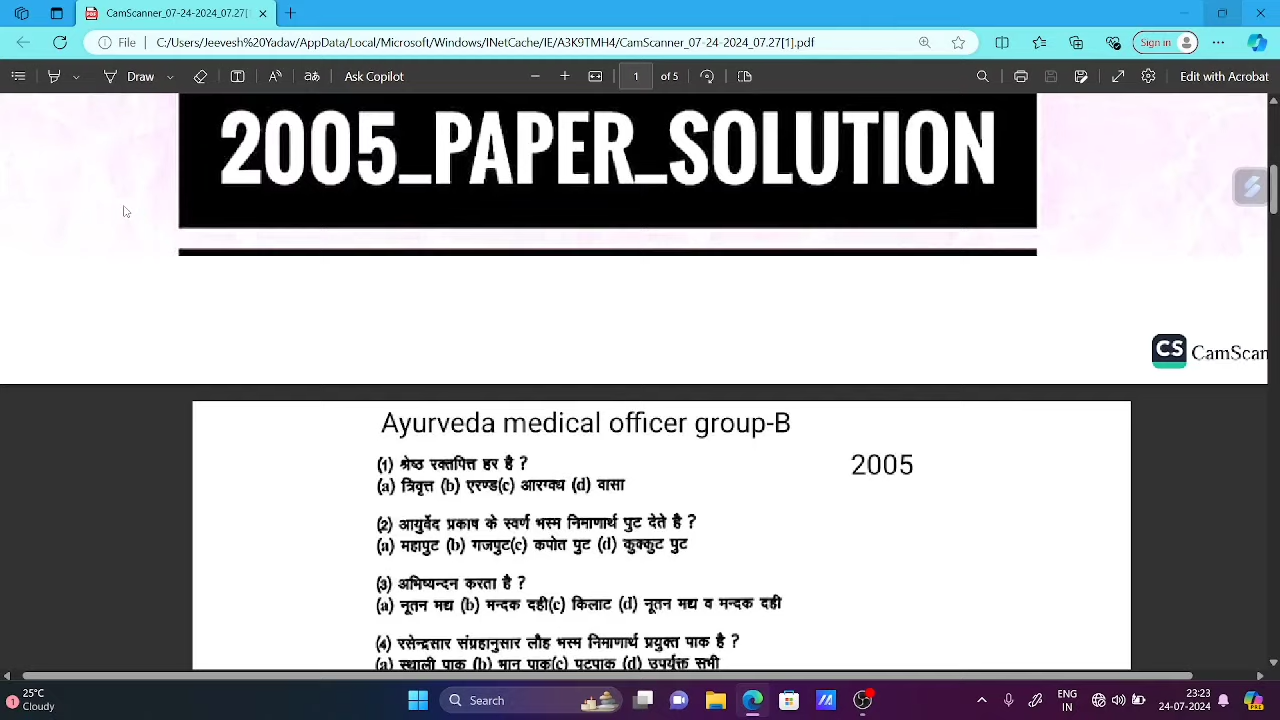 CamScanner_07-24-2024_07.27[
File C:/Users/Jeevesh%20Yadav/AppData/Local/Microsoft/Windows/INetCache/IE/A3K9TMH4/CamScanner_07-24-2024_07.27[1].pdf
Sign in
Draw
Ask Copilot
1 of 5
Edit with Acrobat
2005_PAPER_SOLUTION
CS CamScan
Ayurveda medical officer group-B
(1) श्रेष्ठ रक्तपित्त हर है ?
2005
(a) त्रिवृत्त (b) एरण्ड(c) आरग्वध (d) वासा
(2) आयुर्वेद प्रकाष के स्वर्ण भस्म निमाणार्थ पुट देते है ?
(a) महापुट (b) गजपुट(c) कपोत पुट (d) कुक्कुट पुट
(3) अभिष्यन्दन करता है ?
(a) नूतन मद्य (b) मन्दक दही(c) किलाट (d) नूतन मद्य व मन्दक दही
(4) रसेन्द्रसार संग्रहानुसार लौह भस्म निमाणार्थ प्रयुक्त पाक है ?
(a) स्थाली पाक (b) भानु पाक(c) पुटपाक (d) उपर्युक्त सभी
25°C
Cloudy
Search
ENG
IN
23:23
24-07-2024